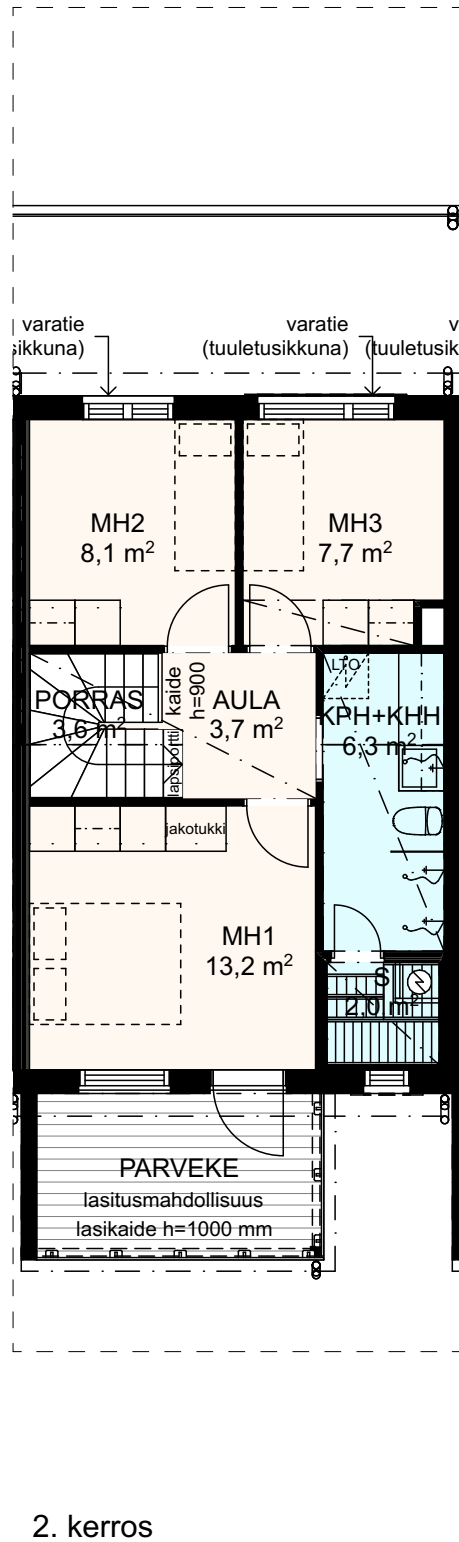 varatie
sikkuna)
varatie
(tuuletusikkuna)
v
(tuuletusik
MH2
8,1 m²
MH3
7,7 m²
PORRAS
3,6 m²
kaide
h=900
lapsiportti
AULA
3,7 m²
LTO
KPH+KHH
6,3 m²
jakotukki
MH1
13,2 m²
S
2,0 m²
PARVEKE
lasitusmahdollisuus
lasikaide h=1000 mm
2. kerros